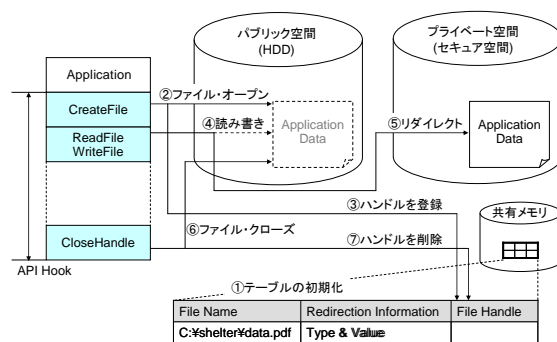 パブリック空間
(HDD)
プライベート空間
(セキュア空間)
Application
CreateFile
ReadFile
WriteFile
CloseHandle
API Hook
②ファイル・オープン
④読み書き
Application
Data
⑤リダイレクト
Application
Data
③ハンドルを登録
共有メモリ
⑥ファイル・クローズ
⑦ハンドルを削除
①テーブルの初期化
File Name Redirection Information File Handle
C:¥shelter¥data.pdf Type & Value